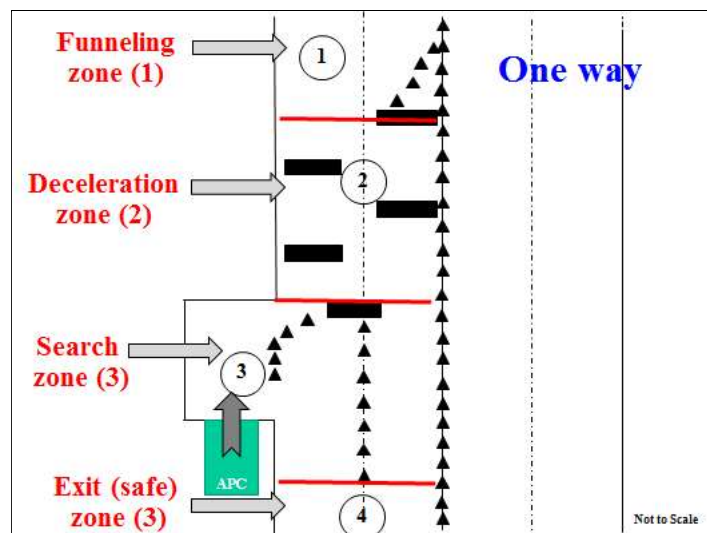 Funneling
zone (1)
1
One way
Deceleration
zone (2)
2
Search
zone (3)
3
APC
Exit (safe)
zone (3)
4
Not to Scale